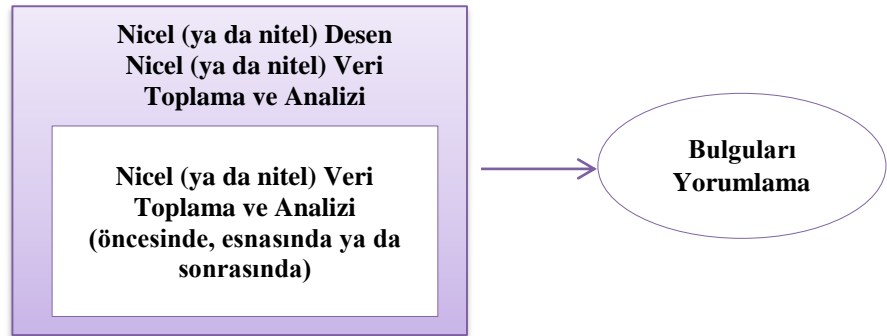 Nicel (ya da nitel) Desen
Nicel (ya da nitel) Veri
Toplama ve Analizi
Nicel (ya da nitel) Veri
Toplama ve Analizi
(öncesinde, esnasında ya da
sonrasında)
Bulguları
Yorumlama